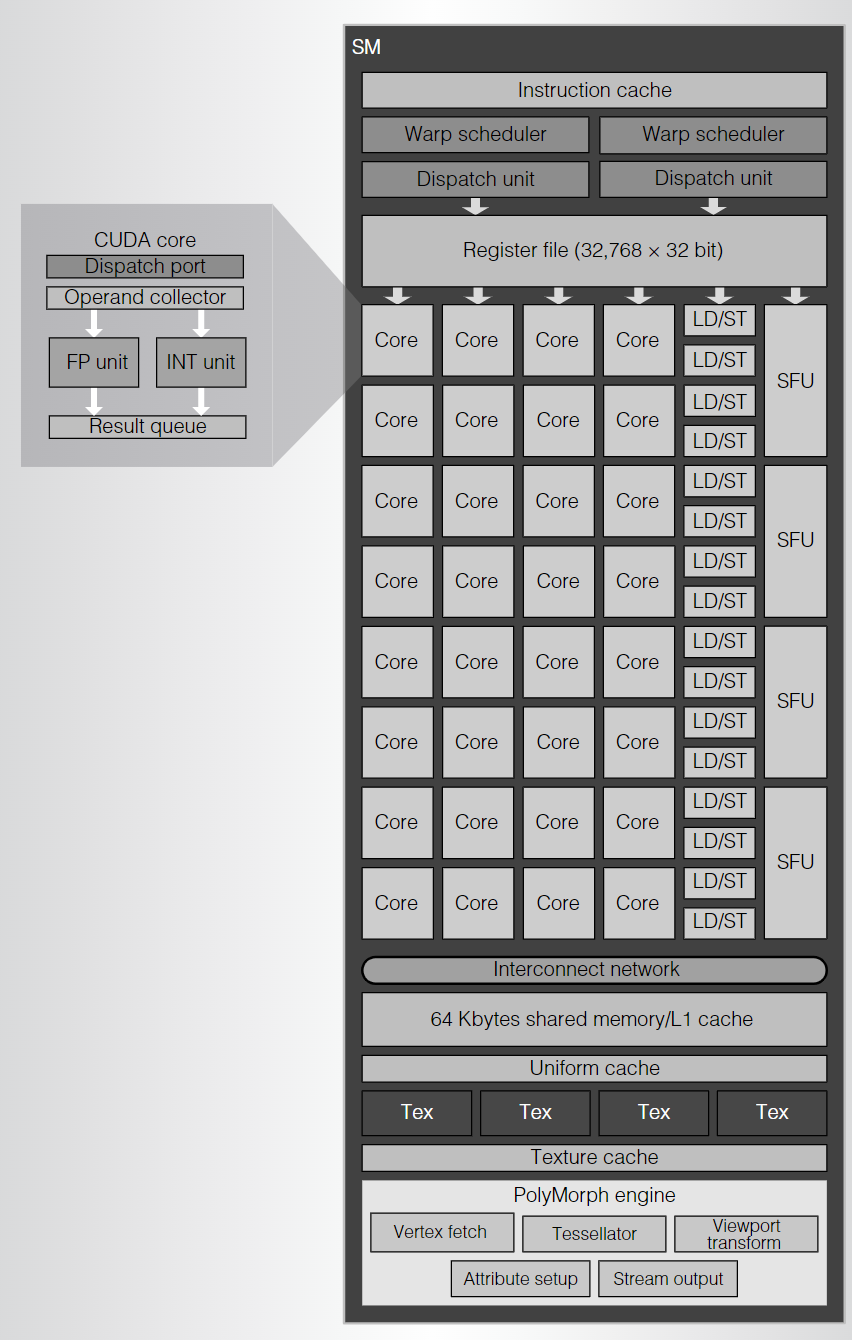 SM
Instruction cache
Warp scheduler Warp scheduler
Dispatch unit Dispatch unit
Register file (32,768 × 32 bit)
CUDA core
Dispatch port
Operand collector
FP unit INT unit
Result queue
Core Core Core Core LD/ST SFU
LD/ST
Core Core Core Core LD/ST
LD/ST
Core Core Core Core LD/ST SFU
LD/ST
Core Core Core Core LD/ST
LD/ST
Core Core Core Core LD/ST SFU
LD/ST
Core Core Core Core LD/ST
LD/ST
Core Core Core Core LD/ST SFU
LD/ST
Core Core Core Core LD/ST
LD/ST
Interconnect network
64 Kbytes shared memory/L1 cache
Uniform cache
Tex Tex Tex Tex
Texture cache
PolyMorph engine
Vertex fetch Tessellator Viewport
transform
Attribute setup Stream output